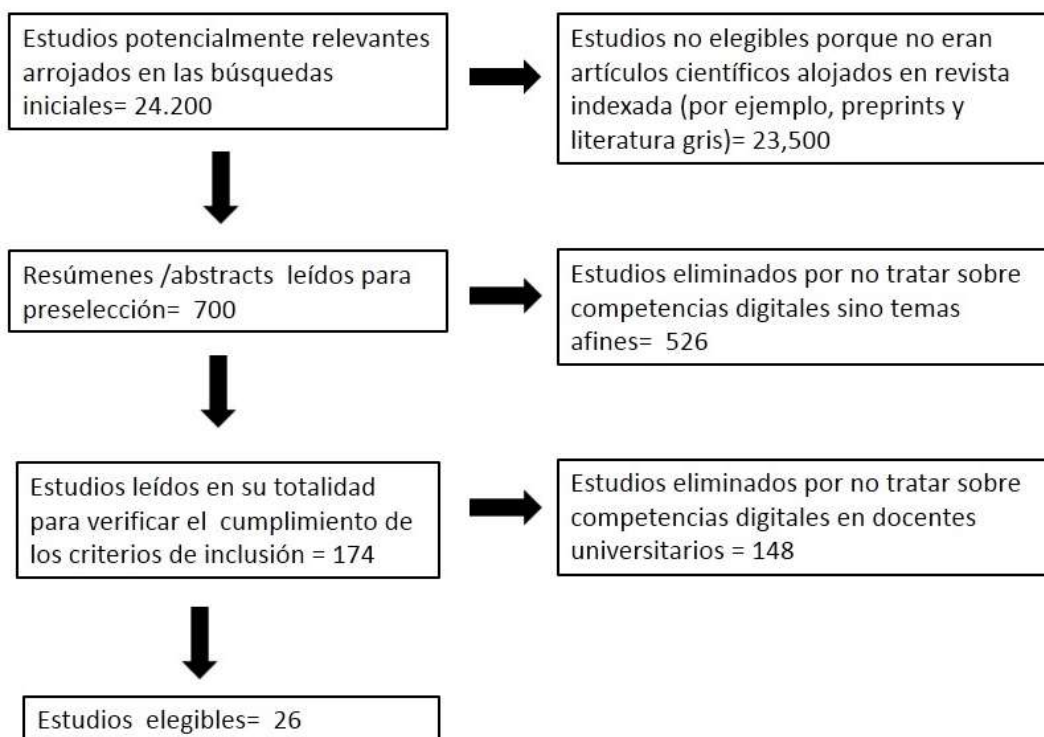 Estudios potencialmente relevantes
arrojados en las búsquedas
iniciales= 24.200
Estudios no elegibles porque no eran
artículos científicos alojados en revista
indexada (por ejemplo, preprints y
literatura gris)= 23,500
Resúmenes /abstracts leídos para
preselección= 700
Estudios eliminados por no tratar sobre
competencias digitales sino temas
afines= 526
Estudios leídos en su totalidad
para verificar el cumplimiento de
los criterios de inclusión = 174
Estudios eliminados por no tratar sobre
competencias digitales en docentes
universitarios = 148
Estudios elegibles= 26